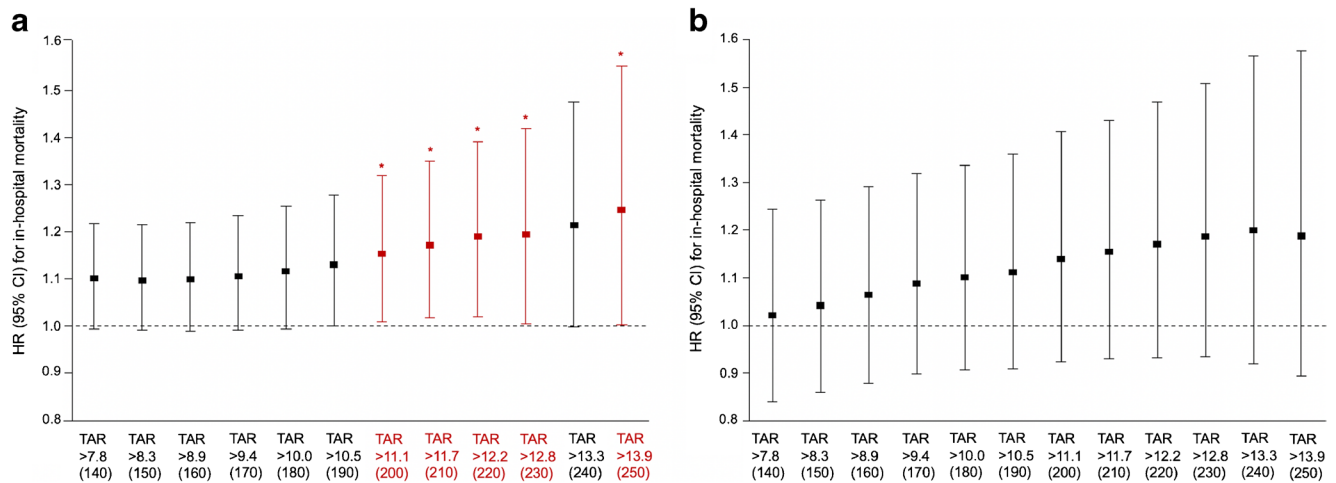 a
HR (95% CI) for in-hospital mortality
1.6
1.5
1.4
1.3
1.2
1.1
1.0
0.9
0.8
* * * * *
TAR TAR TAR TAR TAR TAR TAR TAR TAR TAR TAR TAR
>7.8 >8.3 >8.9 >9.4 >10.0 >10.5 >11.1 >11.7 >12.2 >12.8 >13.3 >13.9
(140) (150) (160) (170) (180) (190) (200) (210) (220) (230) (240) (250)
b
HR (95% CI) for in-hospital mortality
1.6
1.5
1.4
1.3
1.2
1.1
1.0
0.9
0.8
TAR TAR TAR TAR TAR TAR TAR TAR TAR TAR TAR TAR
>7.8 >8.3 >8.9 >9.4 >10.0 >10.5 >11.1 >11.7 >12.2 >12.8 >13.3 >13.9
(140) (150) (160) (170) (180) (190) (200) (210) (220) (230) (240) (250)